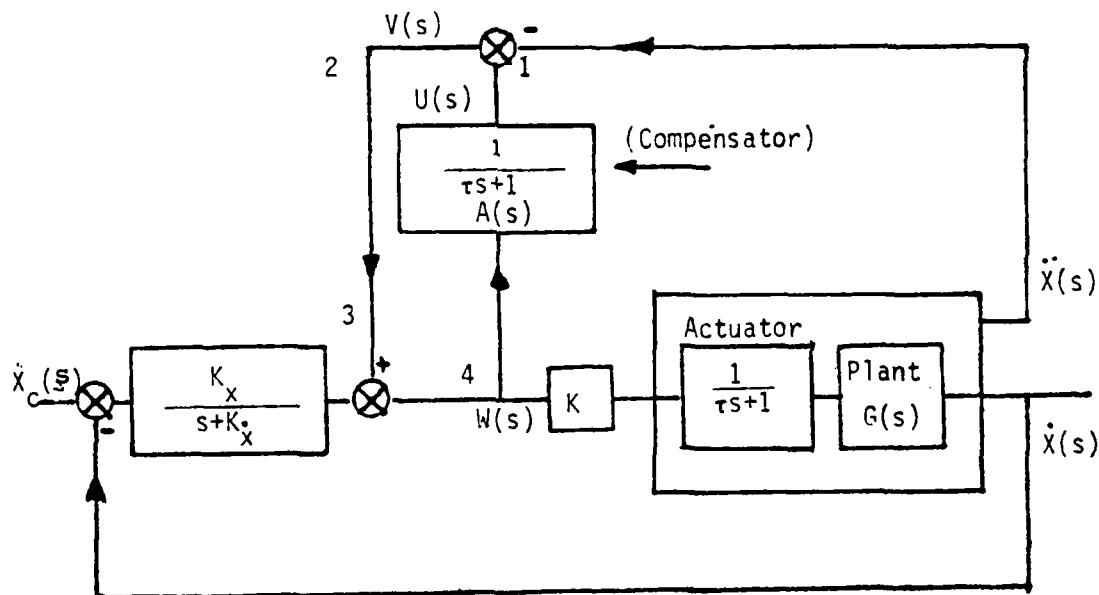 V(s)
-
2
1
U(s)
(Compensator)
1
τs+1
A(s)
Ẍ(s)
3
Actuator
+
4
Plant
Ẋc(s)
Kx
s+Kẋ
K
1
τs+1
G(s)
W(s)
Ẋ(s)
-